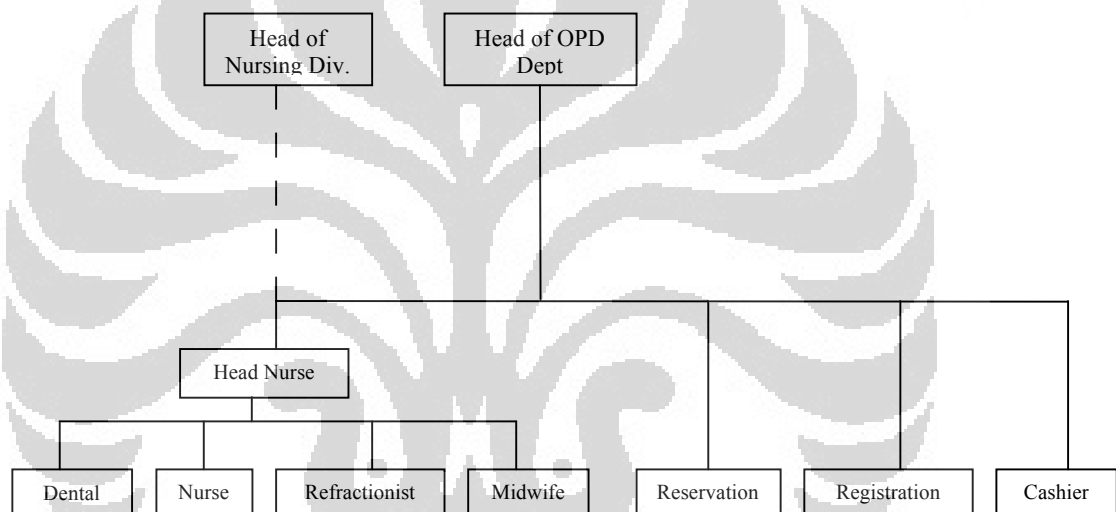 Head of
Nursing Div.
Head of OPD
Dept
Head Nurse
Dental
Nurse
Refractionist
Midwife
Reservation
Registration
Cashier